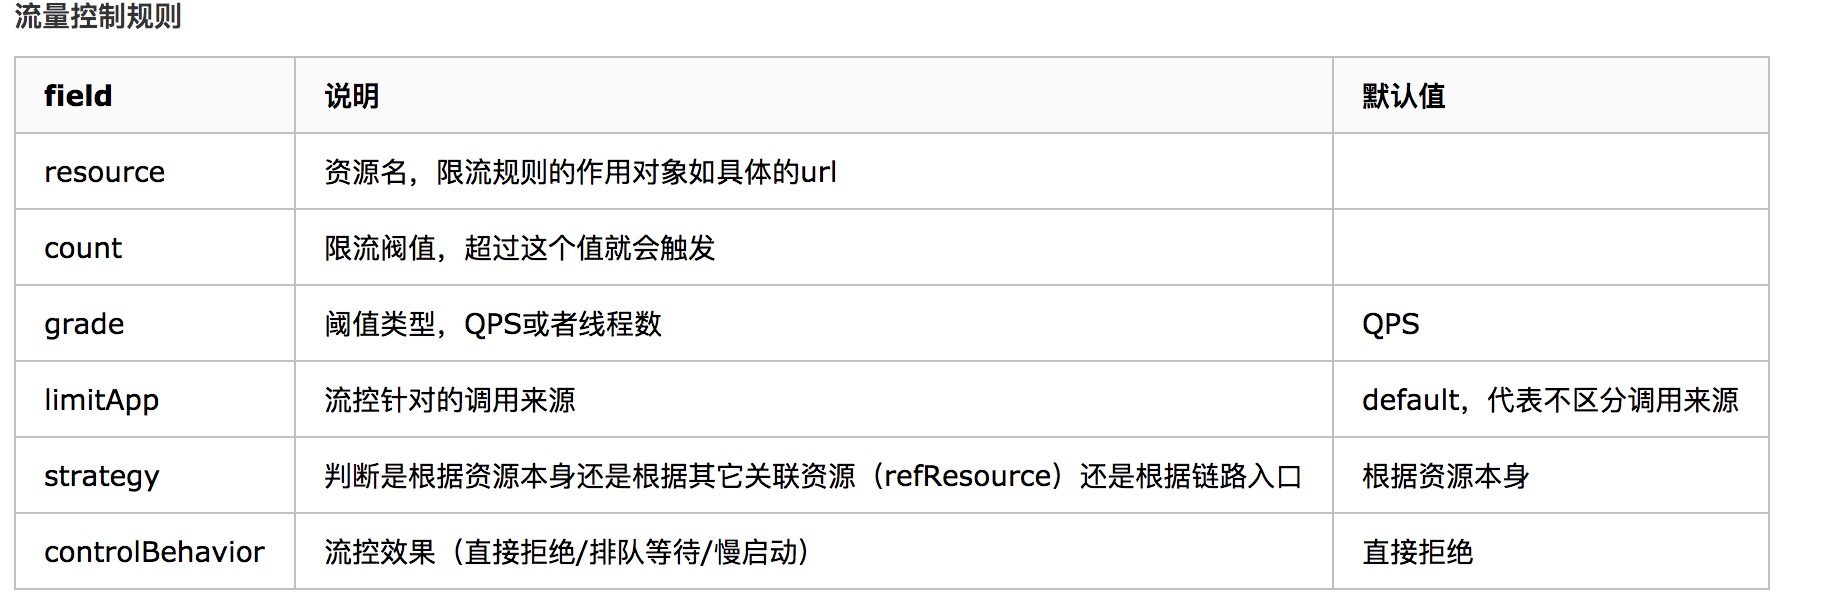 流量控制规则
field 说明 默认值
resource 资源名，限流规则的作用对象如具体的url
count 限流阀值，超过这个值就会触发
grade 阈值类型，QPS或者线程数 QPS
limitApp 流控针对的调用来源 default，代表不区分调用来源
strategy 判断是根据资源本身还是根据其它关联资源（refResource）还是根据链路入口 根据资源本身
controlBehavior 流控效果（直接拒绝/排队等待/慢启动） 直接拒绝